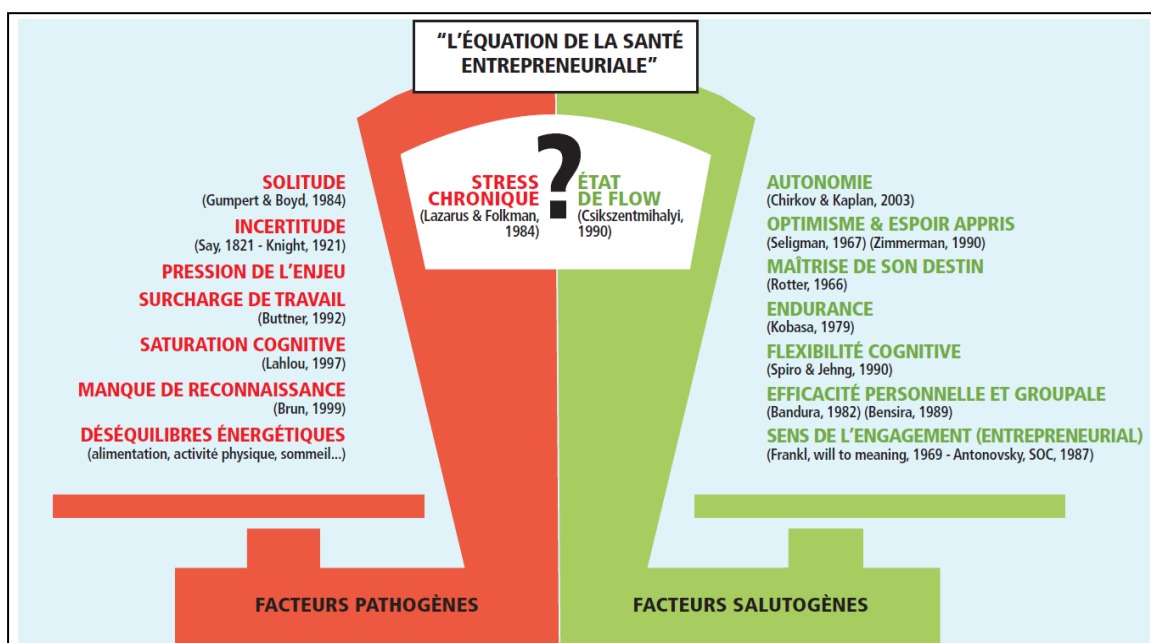 “L’ÉQUATION DE LA SANTÉ
ENTREPRENEURIALE”
SOLITUDE
(Gumpert & Boyd, 1984)
INCERTITUDE
(Say, 1821 - Knight, 1921)
PRESSION DE L’ENJEU
SURCHARGE DE TRAVAIL
(Buttner, 1992)
SATURATION COGNITIVE
(Lahlou, 1997)
MANQUE DE RECONNAISSANCE
(Brun, 1999)
DÉSÉQUILIBRES ÉNERGÉTIQUES
(alimentation, activité physique, sommeil...)
STRESS
CHRONIQUE
(Lazarus & Folkman,
1984)
?
ÉTAT
DE FLOW
(Csikszentmihalyi,
1990)
AUTONOMIE
(Chirkov & Kaplan, 2003)
OPTIMISME & ESPOIR APPRIS
(Seligman, 1967) (Zimmerman, 1990)
MAÎTRISE DE SON DESTIN
(Rotter, 1966)
ENDURANCE
(Kobasa, 1979)
FLEXIBILITÉ COGNITIVE
(Spiro & Jehng, 1990)
EFFICACITÉ PERSONNELLE ET GROUPALE
(Bandura, 1982) (Bensira, 1989)
SENS DE L’ENGAGEMENT (ENTREPRENEURIAL)
(Frankl, will to meaning, 1969 - Antonovsky, SOC, 1987)
FACTEURS PATHOGÈNES
FACTEURS SALUTOGÈNES